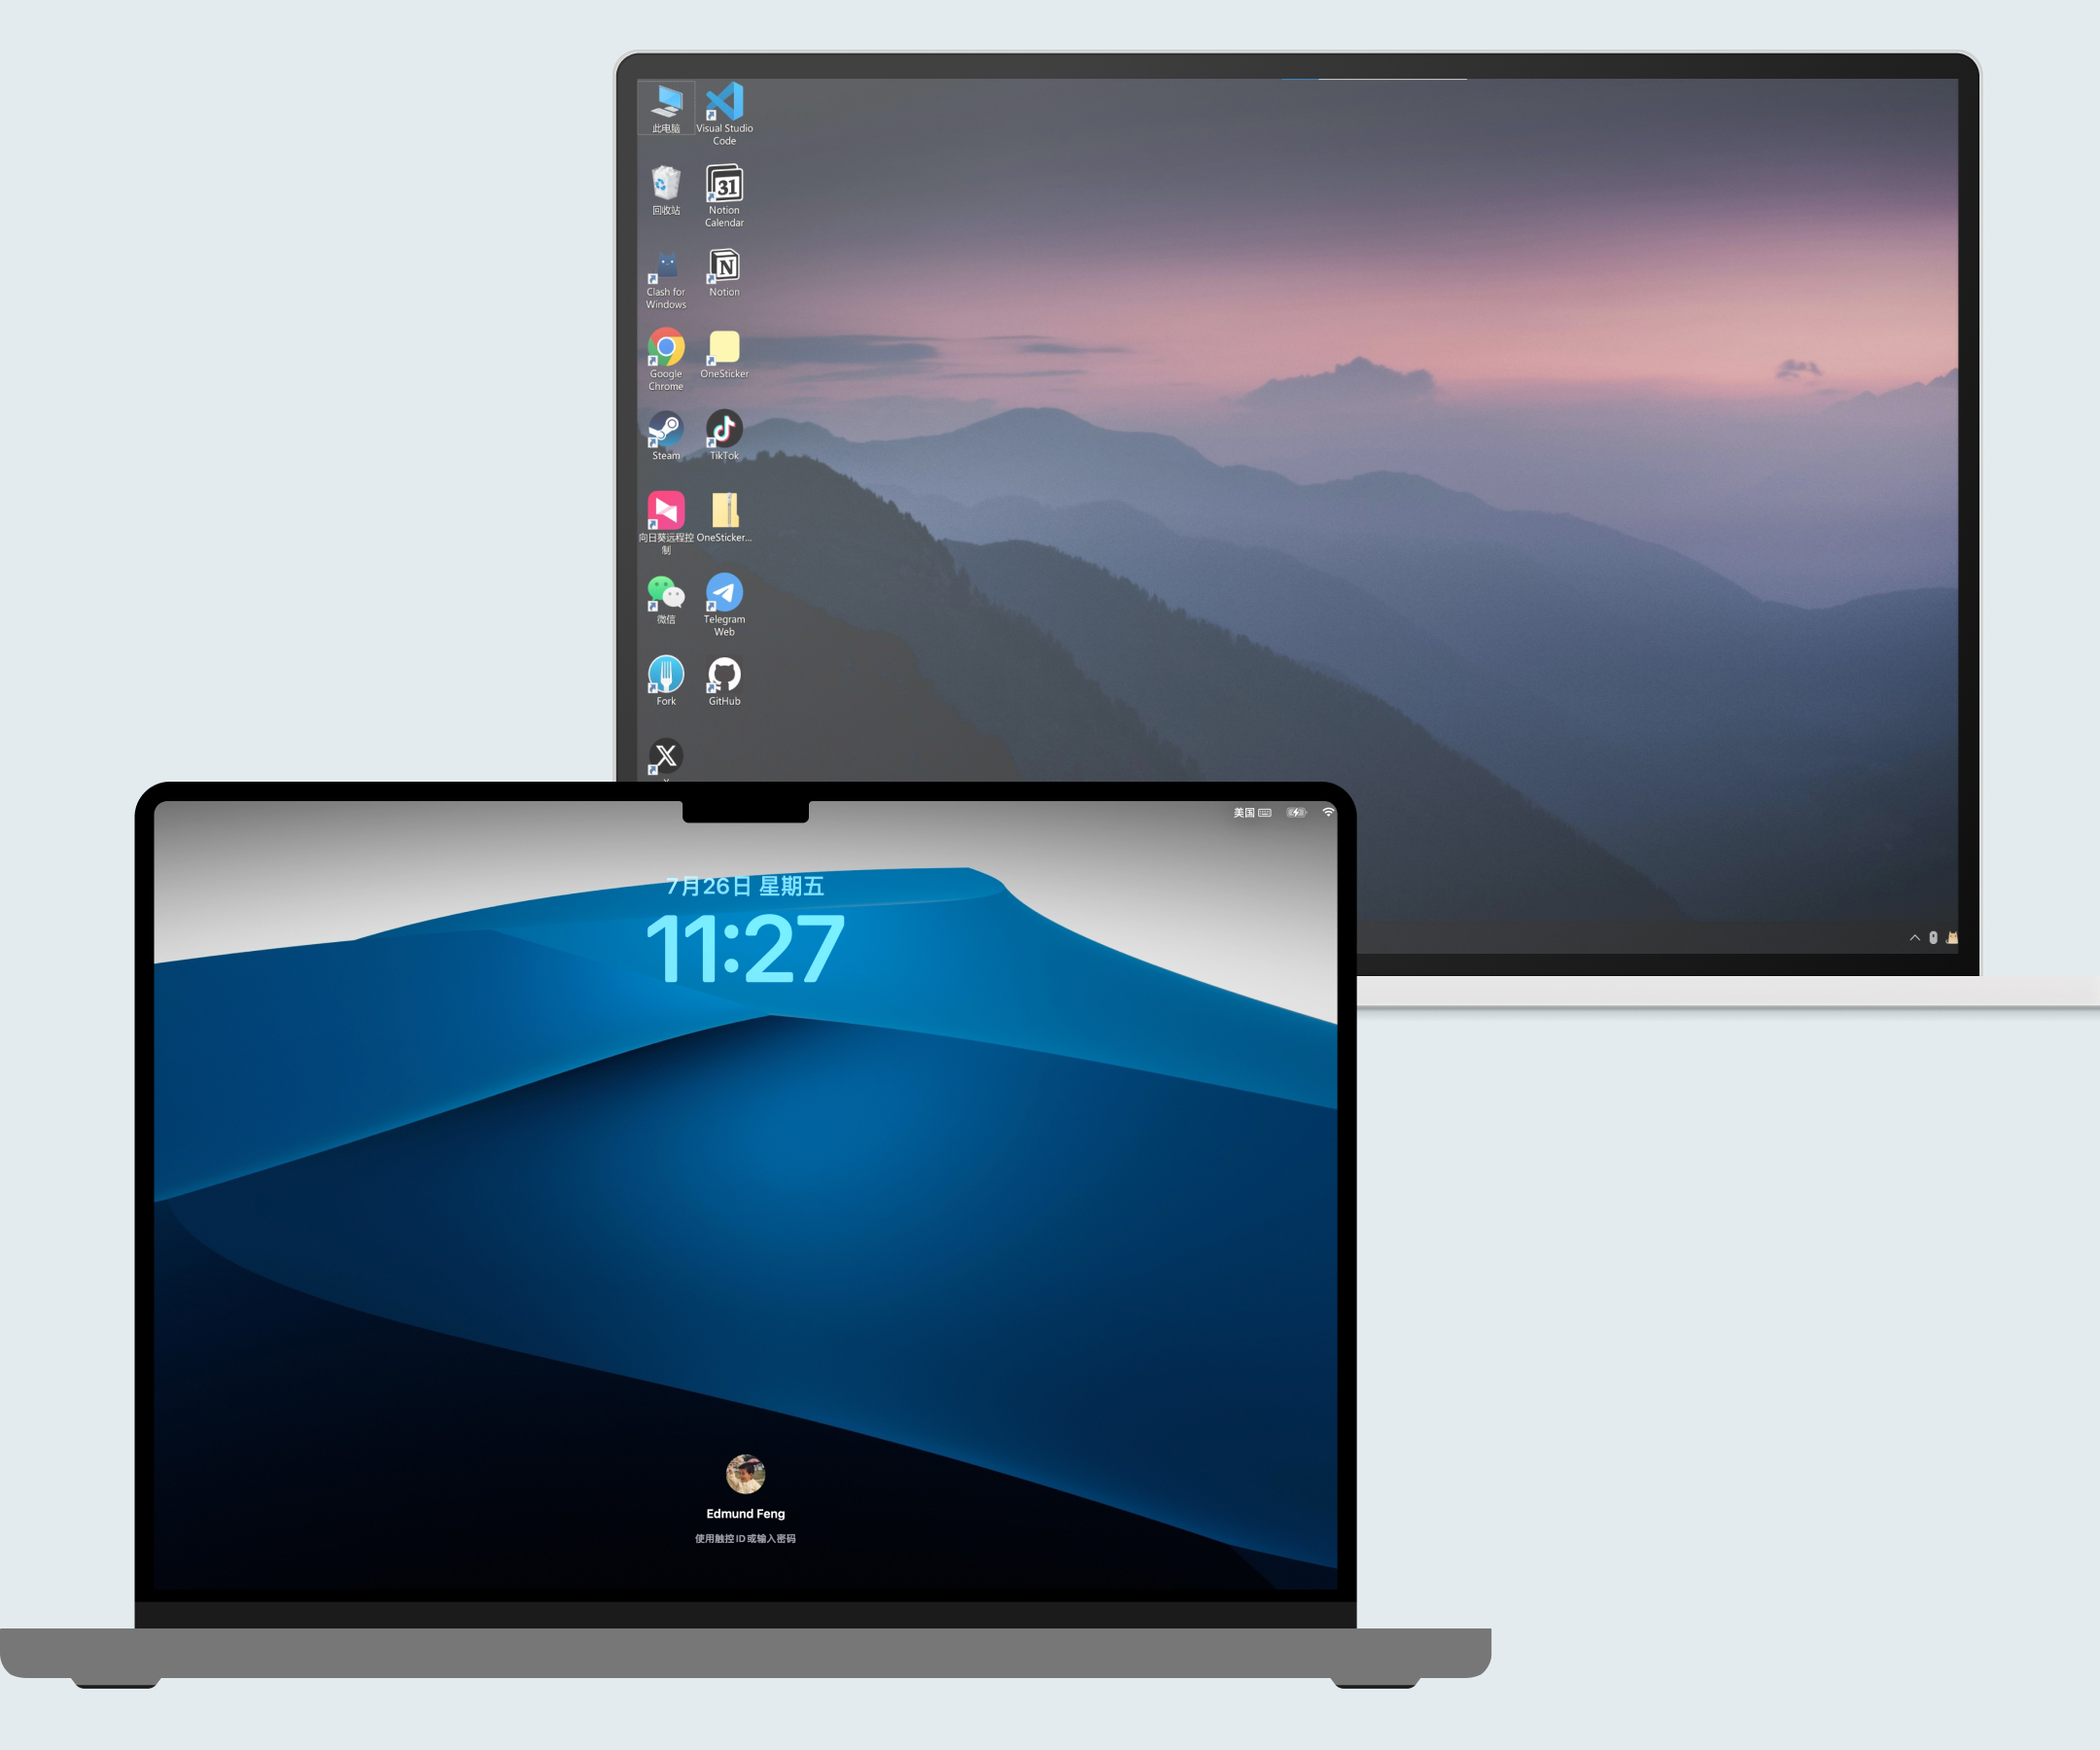 此电脑
Visual Studio
Code
回收站
31
Notion
Calendar
Clash for
Windows
N
Notion
Google
Chrome
OneSticker
Steam
TikTok
向日葵远程控
制
OneSticker...
微信
Telegram
Web
Fork
GitHub
X
美国
7月26日 星期五
11:27
Edmund Feng
使用触控 ID 或输入密码